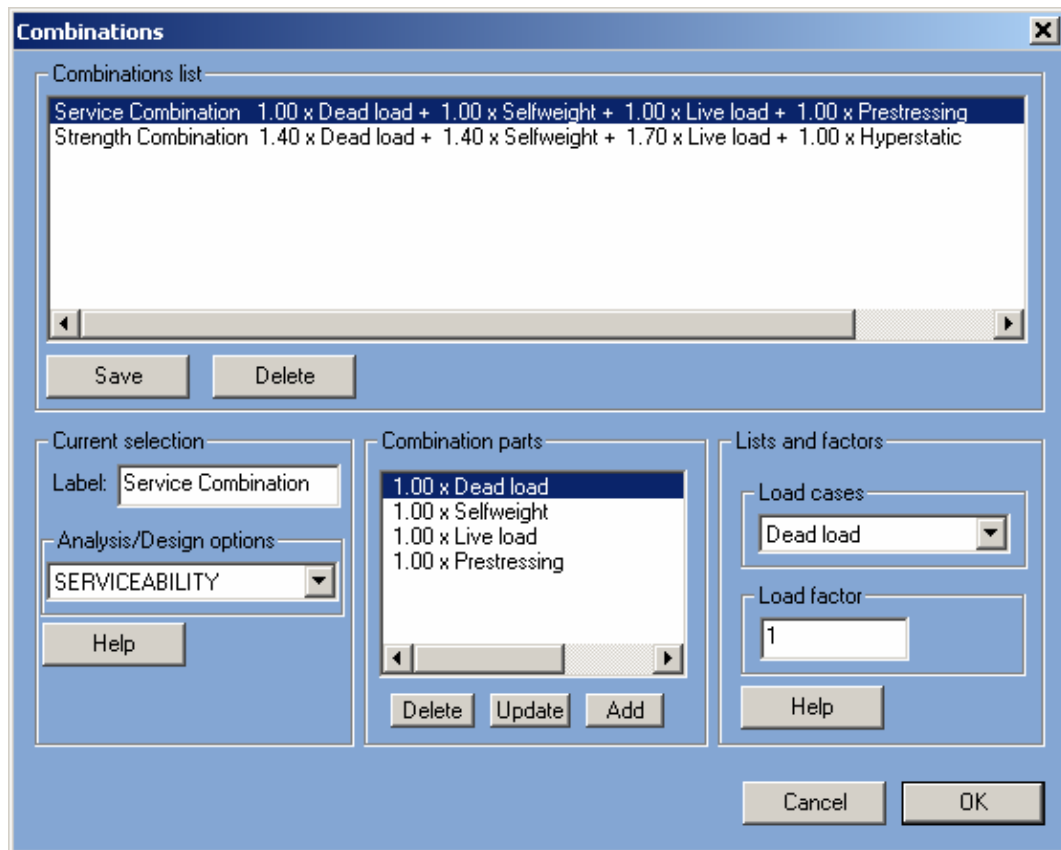 Combinations
Combinations list
Service Combination 1.00 x Dead load + 1.00 x Selfweight + 1.00 x Live load + 1.00 x Prestressing
Strength Combination 1.40 x Dead load + 1.40 x Selfweight + 1.70 x Live load + 1.00 x Hyperstatic
Save
Delete
Current selection
Label: Service Combination
Analysis/Design options
SERVICEABILITY
Help
Combination parts
1.00 x Dead load
1.00 x Selfweight
1.00 x Live load
1.00 x Prestressing
Delete
Update
Add
Lists and factors
Load cases
Dead load
Load factor
1
Help
Cancel
OK